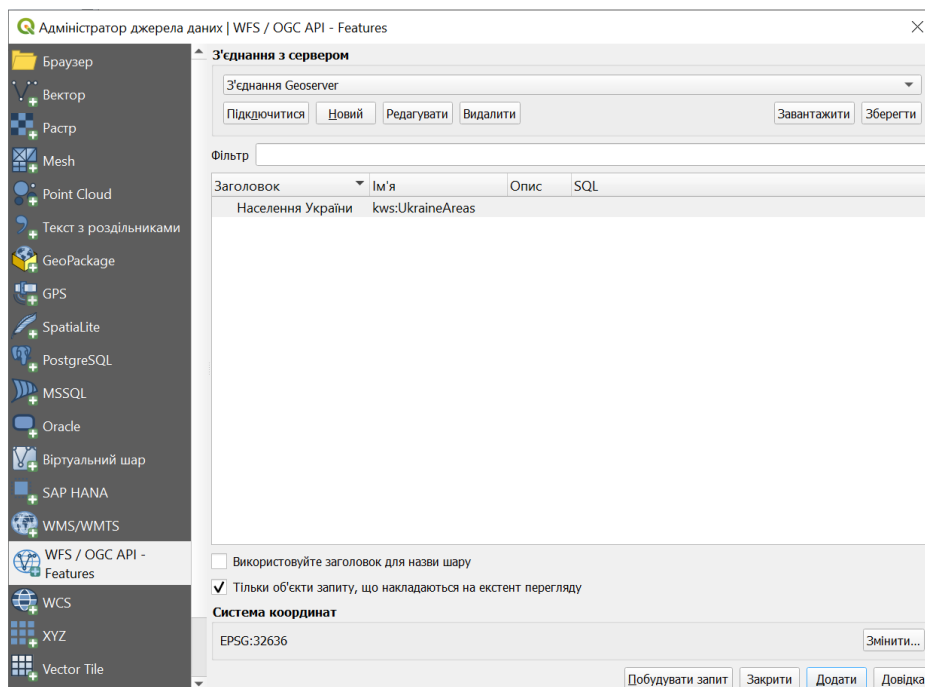 Адміністратор джерела даних | WFS / OGC API - Features
Браузер
Вектор
Растр
Mesh
Point Cloud
Текст з роздільниками
GeoPackage
GPS
SpatiaLite
PostgreSQL
MSSQL
Oracle
Віртуальний шар
SAP HANA
WMS/WMTS
WFS / OGC API -
Features
WCS
XYZ
Vector Tile
З'єднання з сервером
З'єднання Geoserver
Підключитися Новий Редагувати Видалити Завантажити Зберегти
Фільтр
Заголовок Ім'я Опис SQL
Населення України kws:UkraineAreas
Використовуйте заголовок для назви шару
Тільки об'єкти запиту, що накладаються на екстент перегляду
Система координат
EPSG:32636 Змінити...
Побудувати запит Закрити Додати Довідка